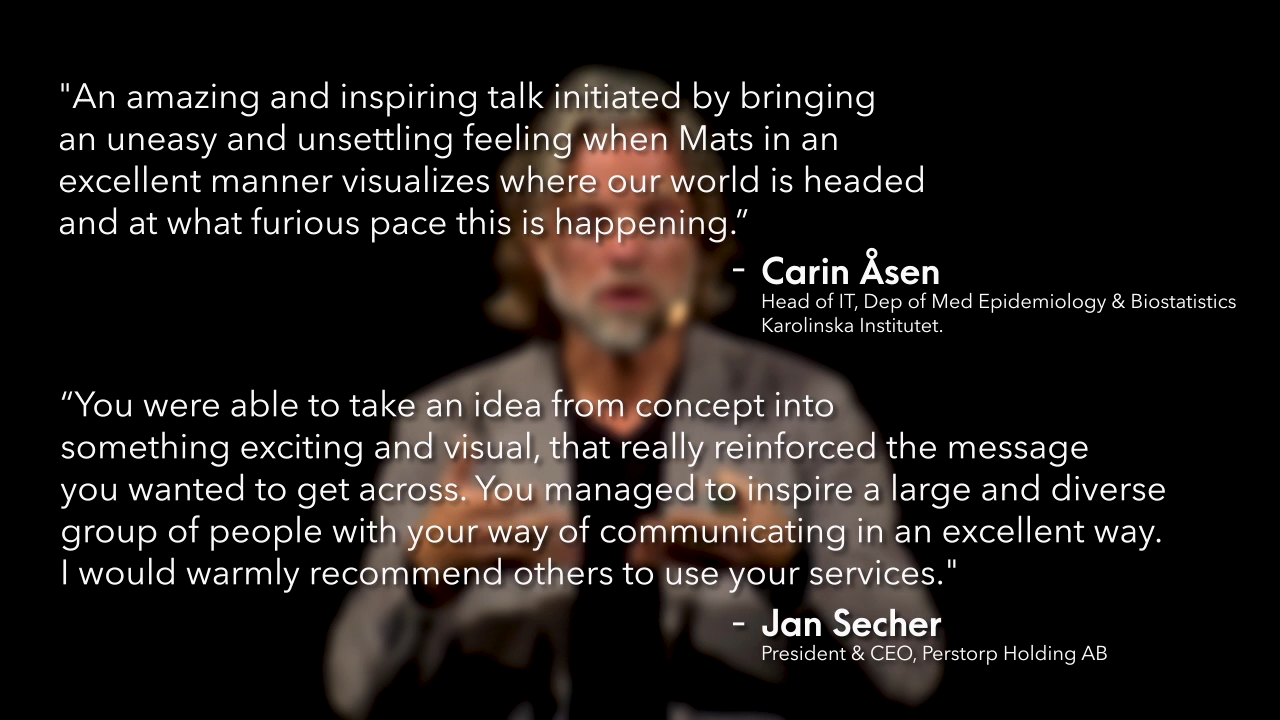 "An amazing and inspiring talk initiated by bringing
an uneasy and unsettling feeling when Mats in an
excellent manner visualizes where our world is headed
and at what furious pace this is happening.”
- Carin Åsen
Head of IT, Dep of Med Epidemiology & Biostatistics
Karolinska Institutet.
“You were able to take an idea from concept into
something exciting and visual, that really reinforced the message
you wanted to get across. You managed to inspire a large and diverse
group of people with your way of communicating in an excellent way.
I would warmly recommend others to use your services."
- Jan Secher
President & CEO, Perstorp Holding AB